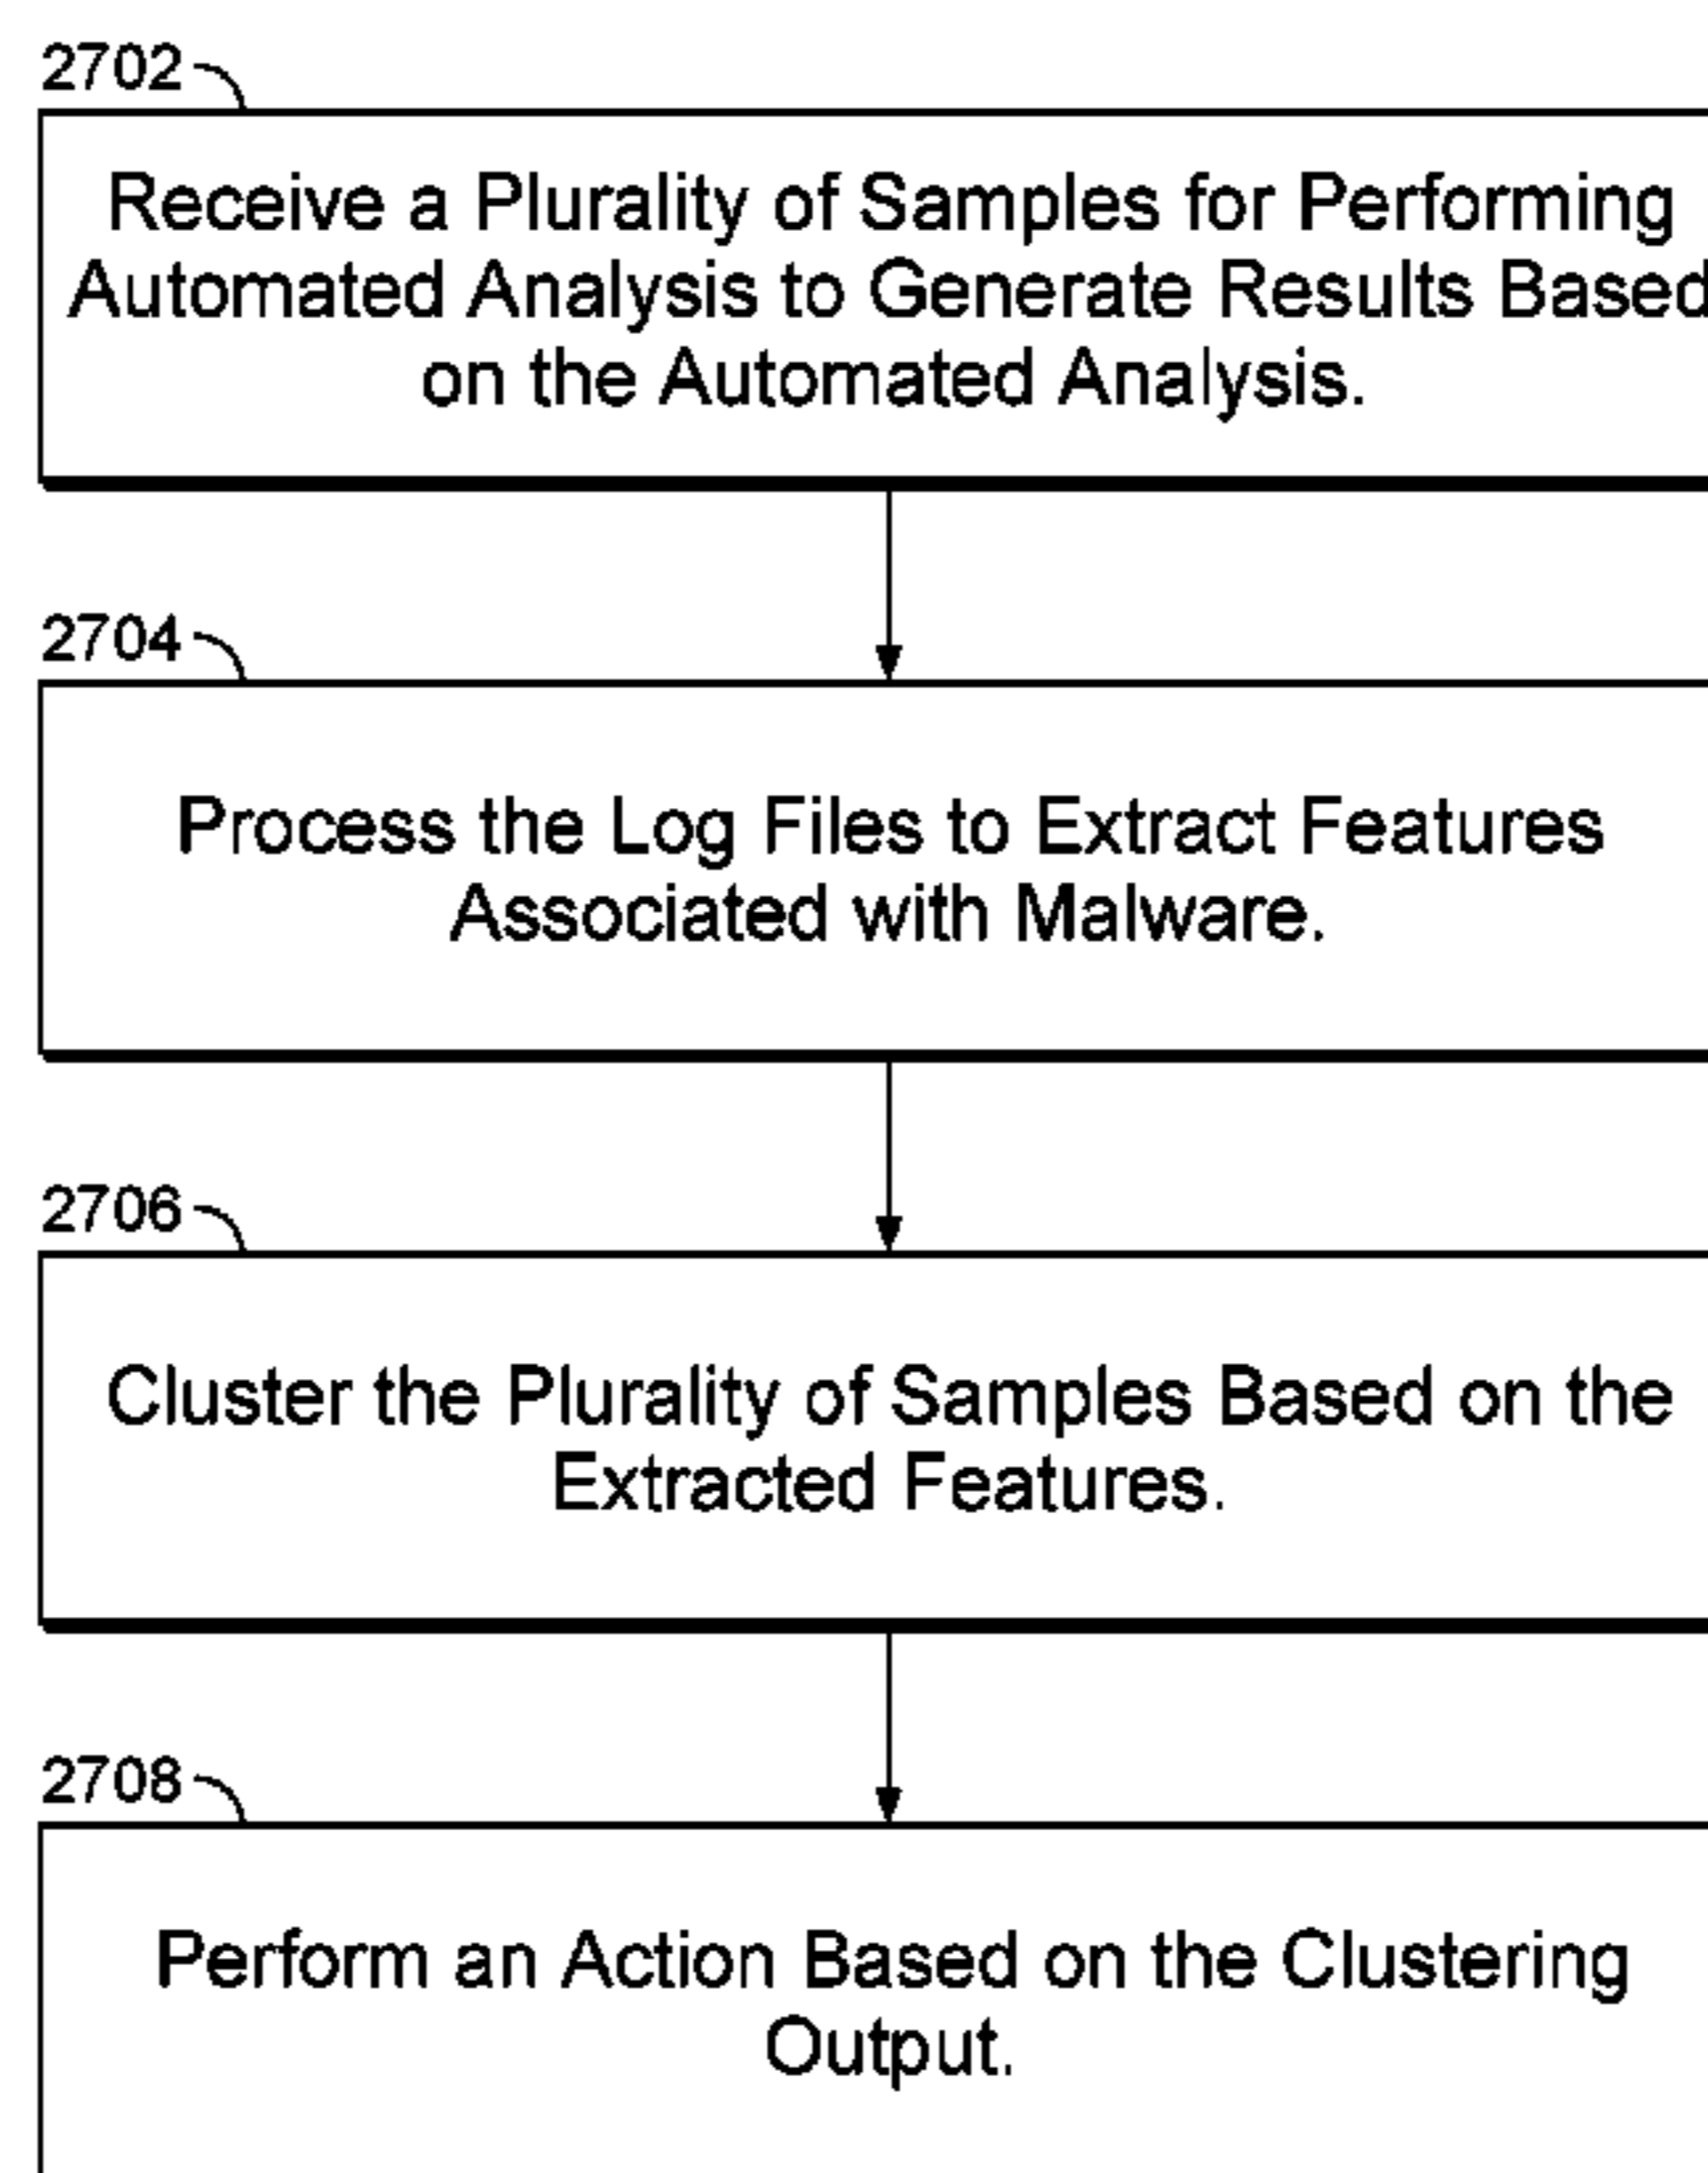 2702
Receive a Plurality of Samples for Performing
Automated Analysis to Generate Results Based
on the Automated Analysis.
2704
Process the Log Files to Extract Features
Associated with Malware.
2706
Cluster the Plurality of Samples Based on the
Extracted Features.
2708
Perform an Action Based on the Clustering
Output.